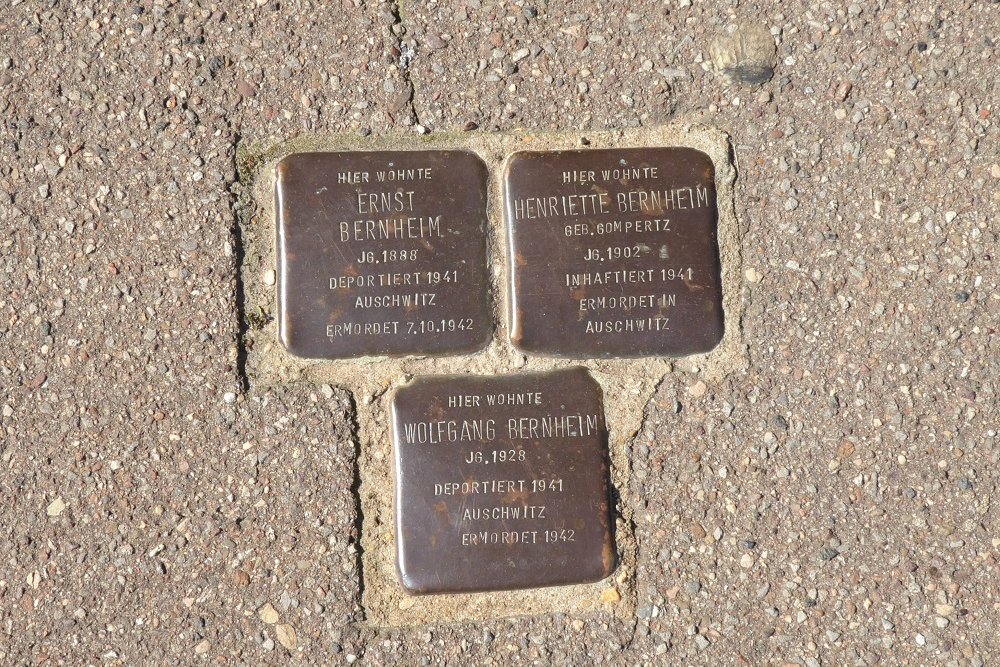 HIER WOHNTE
ERNST
BERNHEIM
JG. 1888
DEPORTIERT 1941
AUSCHWITZ
ERMORDET 7.10.1942
HIER WOHNTE
HENRIETTE BERNHEIM
GEB. GOMPERTZ
JG. 1902
INHAFTIERT 1941
ERMORDET IN
AUSCHWITZ
HIER WOHNTE
WOLFGANG BERNHEIM
JG. 1928
DEPORTIERT 1941
AUSCHWITZ
ERMORDET 1942